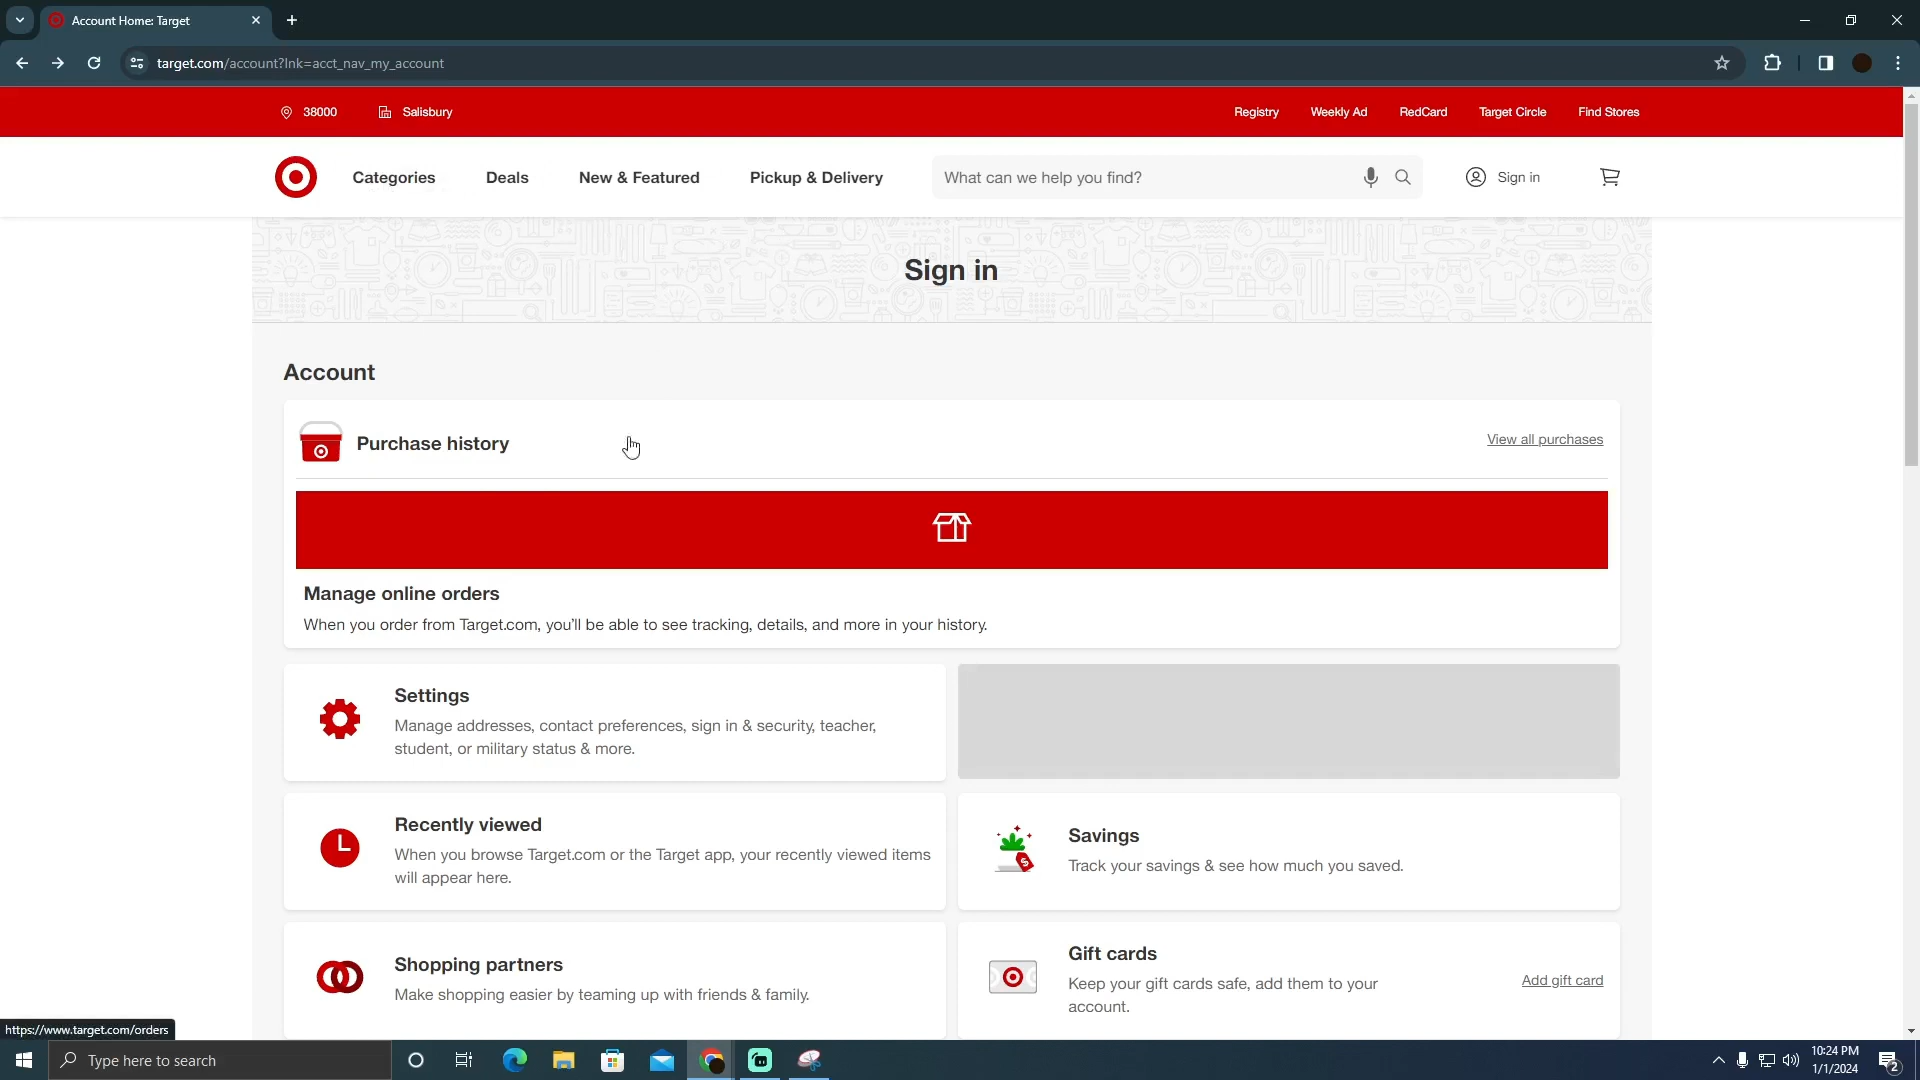 Account Home: Target
target.com/account?lnk=acct_nav_my_account
38000 Salisbury Registry Weekly Ad RedCard Target Circle Find Stores
Categories Deals New & Featured Pickup & Delivery What can we help you find? Sign in
Sign in
Account
Purchase history View all purchases
Manage online orders
When you order from Target.com, you'll be able to see tracking, details, and more in your history.
Settings
Manage addresses, contact preferences, sign in & security, teacher,
student, or military status & more.
Recently viewed
When you browse Target.com or the Target app, your recently viewed items
will appear here.
Savings
Track your savings & see how much you saved.
Shopping partners
Make shopping easier by teaming up with friends & family.
Gift cards
Keep your gift cards safe, add them to your
account.
Add gift card
https://www.target.com/orders
Type here to search
10:24 PM
1/1/2024
2